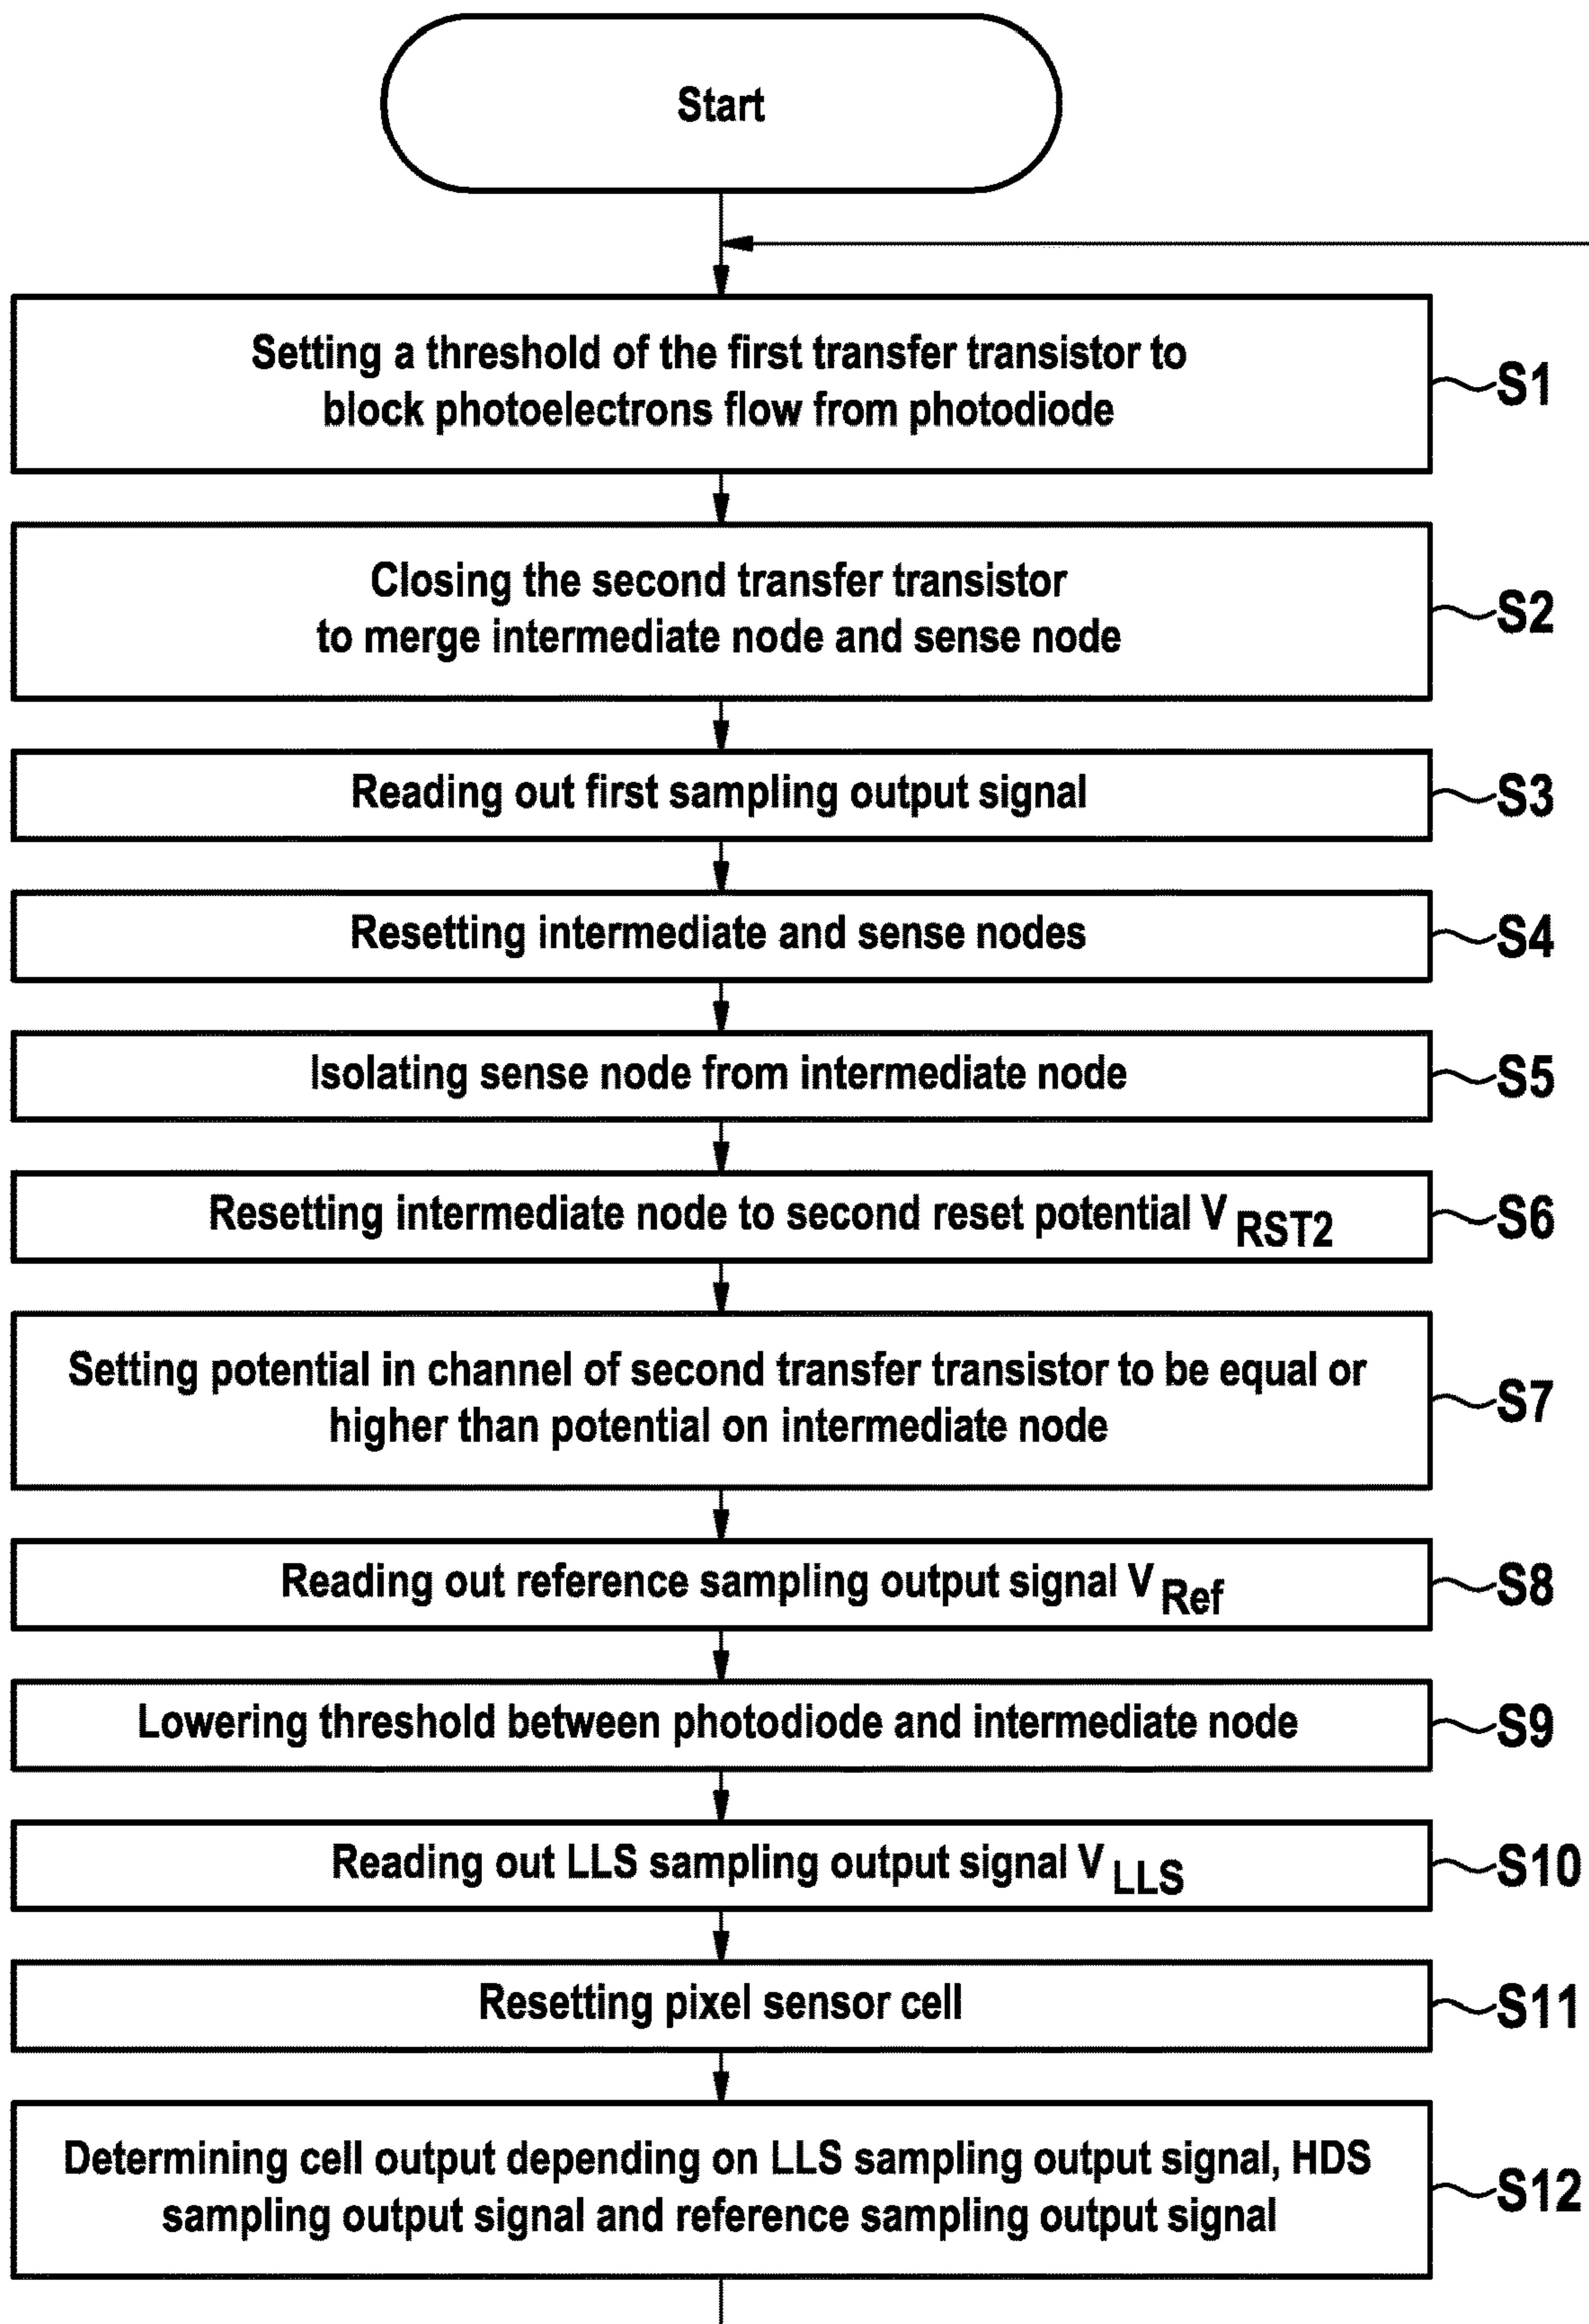 Start
Setting a threshold of the first transfer transistor to
block photoelectrons flow from photodiode
S1
Closing the second transfer transistor
to merge intermediate node and sense node
S2
Reading out first sampling output signal
S3
Resetting intermediate and sense nodes
S4
Isolating sense node from intermediate node
S5
Resetting intermediate node to second reset potential V RST2
S6
Setting potential in channel of second transfer transistor to be equal or
higher than potential on intermediate node
S7
Reading out reference sampling output signal V Ref
S8
Lowering threshold between photodiode and intermediate node
S9
Reading out LLS sampling output signal V LLS
S10
Resetting pixel sensor cell
S11
Determining cell output depending on LLS sampling output signal, HDS
sampling output signal and reference sampling output signal
S12